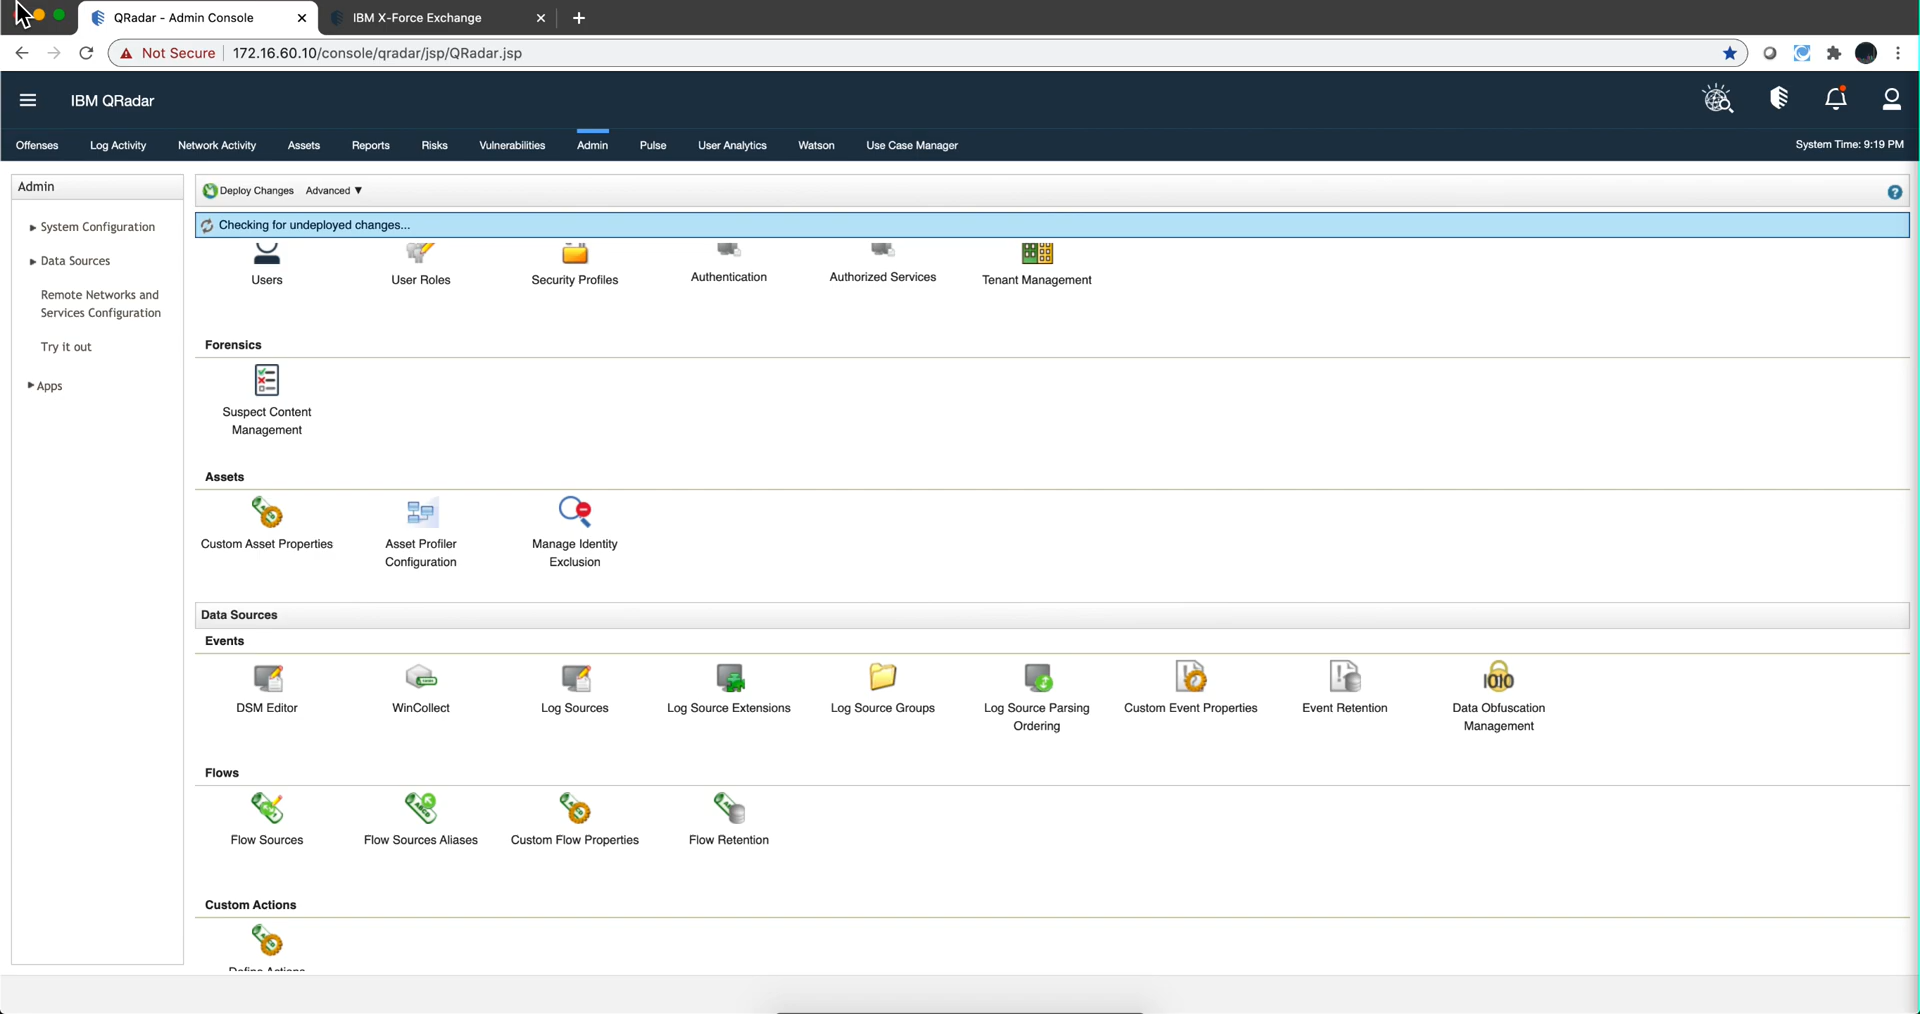 QRadar - Admin Console
IBM X-Force Exchange
Not Secure 172.16.60.10/console/qradar/jsp/QRadar.jsp
IBM QRadar
Offenses Log Activity Network Activity Assets Reports Risks Vulnerabilities Admin Pulse User Analytics Watson Use Case Manager System Time: 9:19 PM
Admin
System Configuration
Data Sources
Remote Networks and
Services Configuration
Try it out
Apps
Deploy Changes Advanced ▼
Checking for undeployed changes...
Users User Roles Security Profiles Authentication Authorized Services Tenant Management
Forensics
Suspect Content
Management
Assets
Custom Asset Properties Asset Profiler Manage Identity
Configuration Exclusion
Data Sources
Events
DSM Editor WinCollect Log Sources Log Source Extensions Log Source Groups Log Source Parsing Custom Event Properties Event Retention Data Obfuscation
Ordering Management
Flows
Flow Sources Flow Sources Aliases Custom Flow Properties Flow Retention
Custom Actions
Define Actions